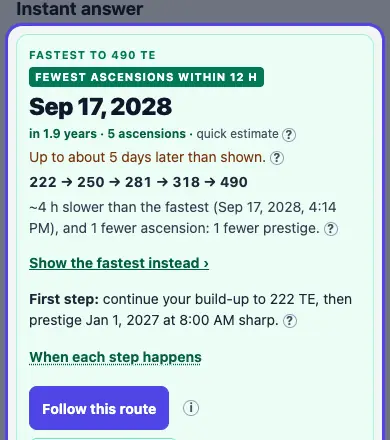 Instant answer
FASTEST TO 490 TE
FEWEST ASCENSIONS WITHIN 12 H
Sep 17, 2028
in 1.9 years · 5 ascensions · quick estimate ?
Up to about 5 days later than shown. ?
222 → 250 → 281 → 318 → 490
~4 h slower than the fastest (Sep 17, 2028, 4:14
PM), and 1 fewer ascension: 1 fewer prestige. ?
Show the fastest instead ›
First step: continue your build-up to 222 TE, then
prestige Jan 1, 2027 at 8:00 AM sharp. ?
When each step happens
Follow this route i